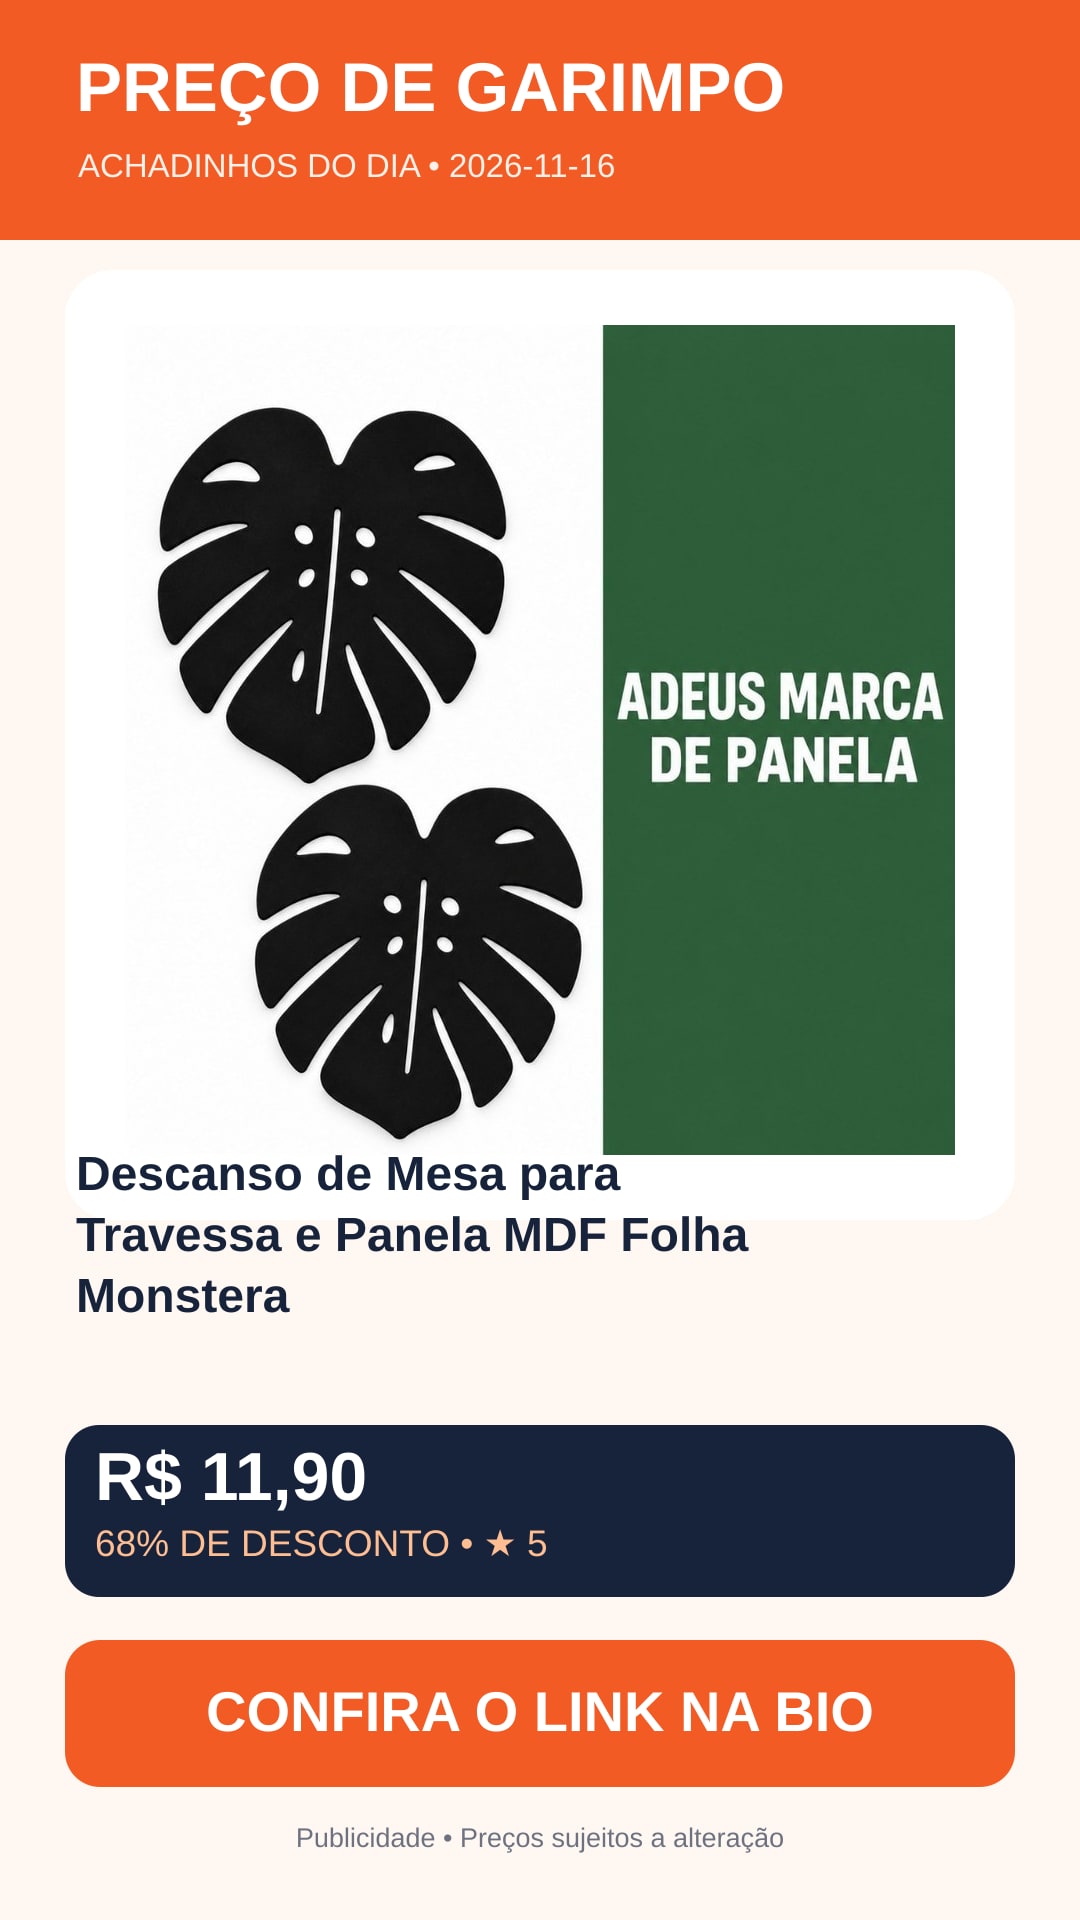 PREÇO DE GARIMPO
ACHADINHOS DO DIA • 2026-11-16
ADEUS MARCA
DE PANELA
Descanso de Mesa para
Travessa e Panela MDF Folha
Monstera
R$ 11,90
68% DE DESCONTO • ★ 5
CONFIRA O LINK NA BIO
Publicidade • Preços sujeitos a alteração